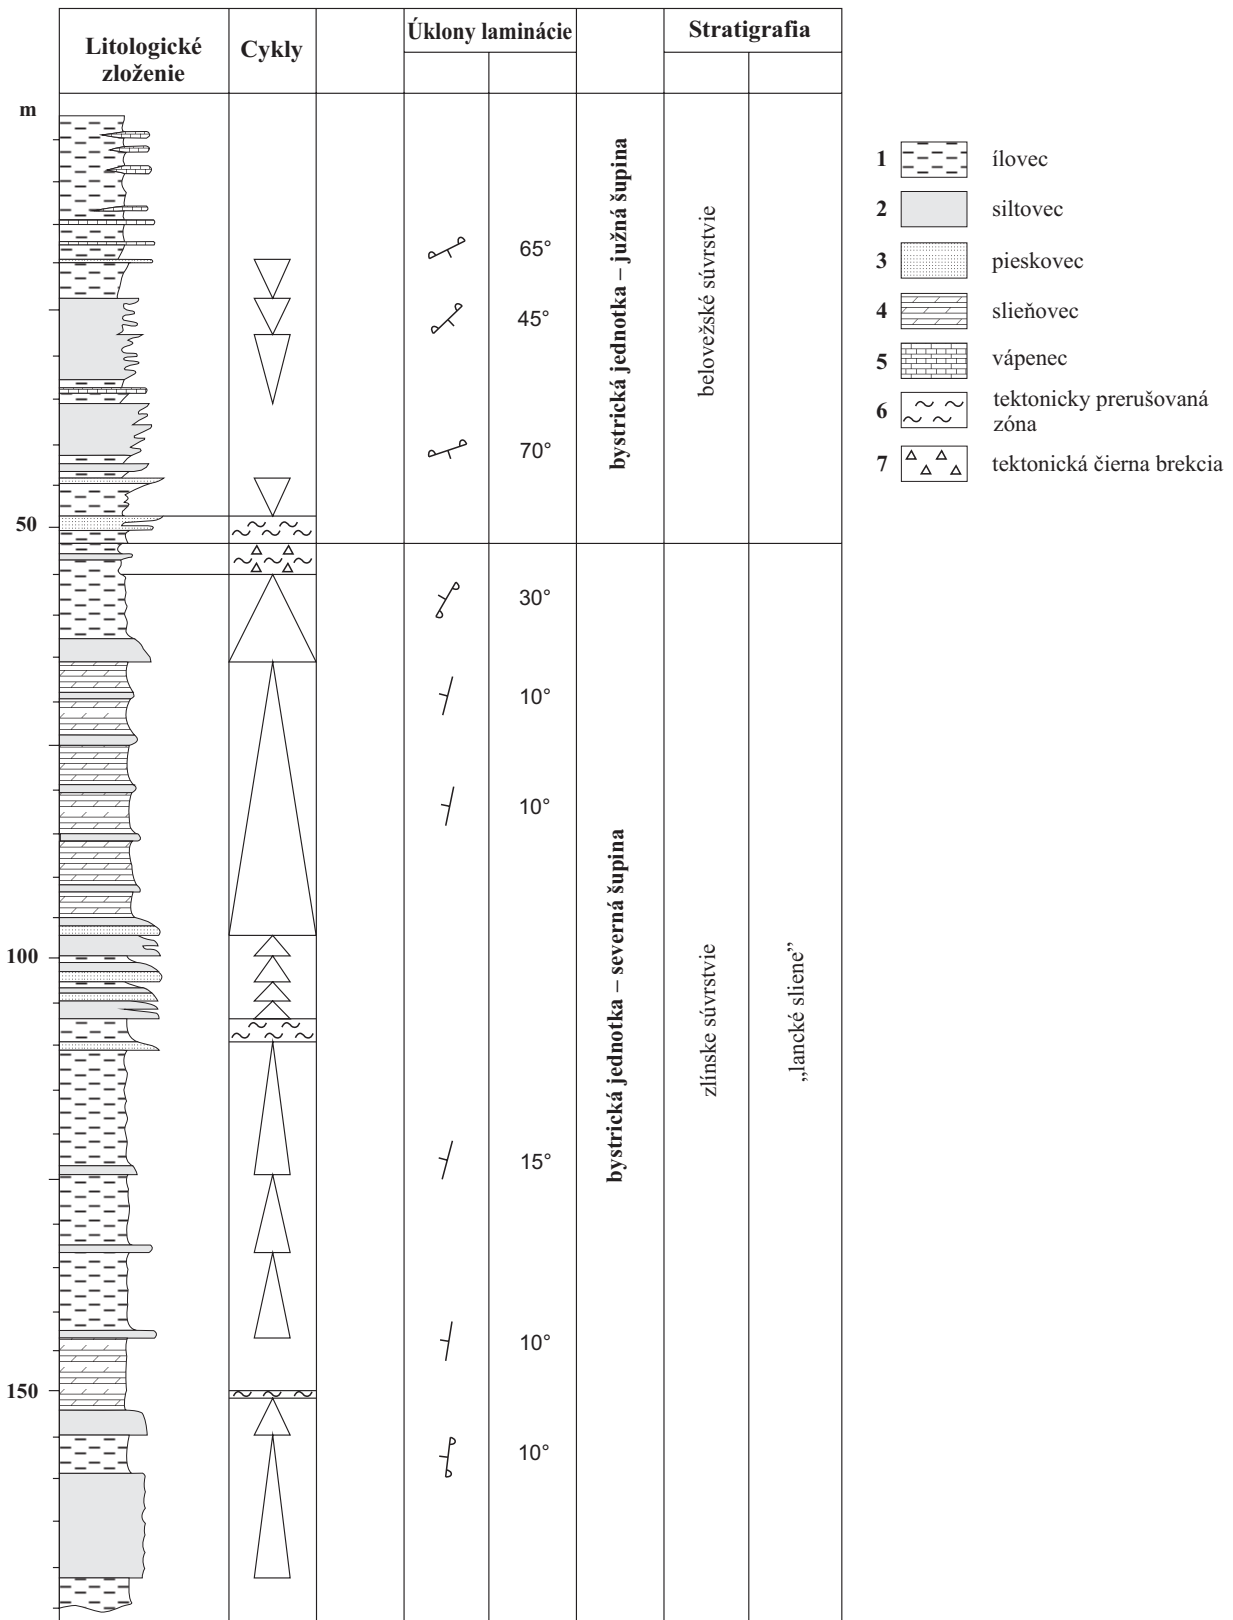 Litologické
zloženie
Cykly
Úklony laminácie
Stratigrafia
m
50
100
150
65°
45°
70°
30°
10°
10°
15°
10°
10°
bystrická jednotka – južná šupina
belovežské súvrstvie
bystrická jednotka – severná šupina
zlínske súvrstvie
„lancké sliene”
1 ílovec
2 siltovec
3 pieskovec
4 slieňovec
5 vápenec
6 tektonicky prerušovaná
zóna
7 tektonická čierna brekcia